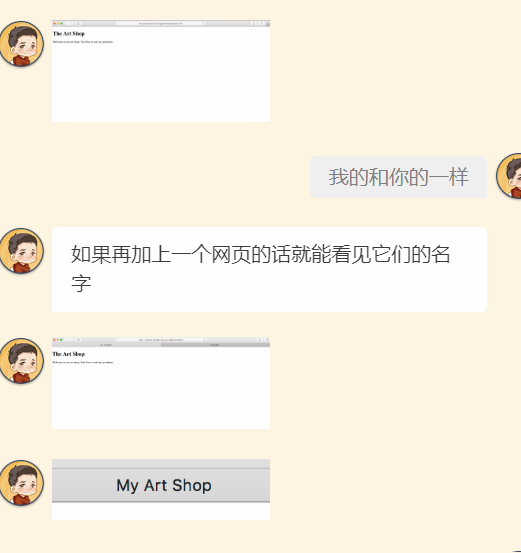 The Art Shop
我的和你的一样
如果再加上一个网页的话就能看见它们的名
字
The Art Shop
My Art Shop